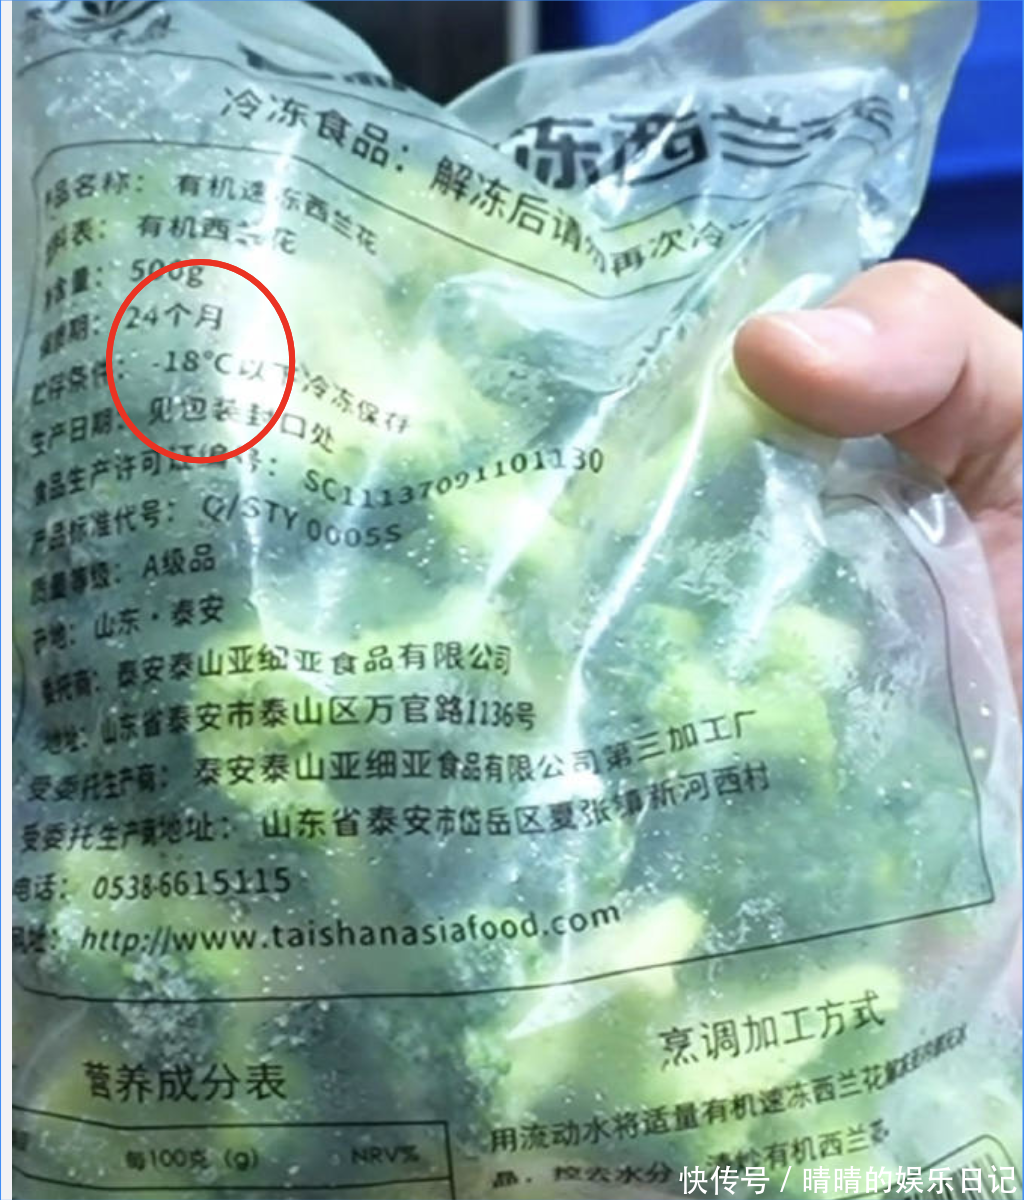 冻西兰花
冷冻食品：解冻后请勿再次冷
品名称：有机速冻西兰花
料表：有机西兰花
含量：500g
保质期：24个月
贮存条件：-18℃以下冷冻保存
生产日期：见包装封口处
食品生产许可证编号：SC11137091101130
产品标准代号：Q/STY 0005S
质量等级：A级品
产地：山东·泰安
委托商：泰安泰山亚细亚食品有限公司
地址：山东省泰安市泰山区万官路1136号
受委托生产商：泰安泰山亚细亚食品有限公司第三加工厂
受委托生产商地址：山东省泰安市岱岳区夏张镇新河西村
电话：0538-6615115
网址：http://www.taishanasiafood.com
营养成分表
每100克（g） NRV%
烹调加工方式
用流动水将适量有机速冻西兰花
品，控去水分，有机西兰花
快传号 / 晴晴的娱乐日记